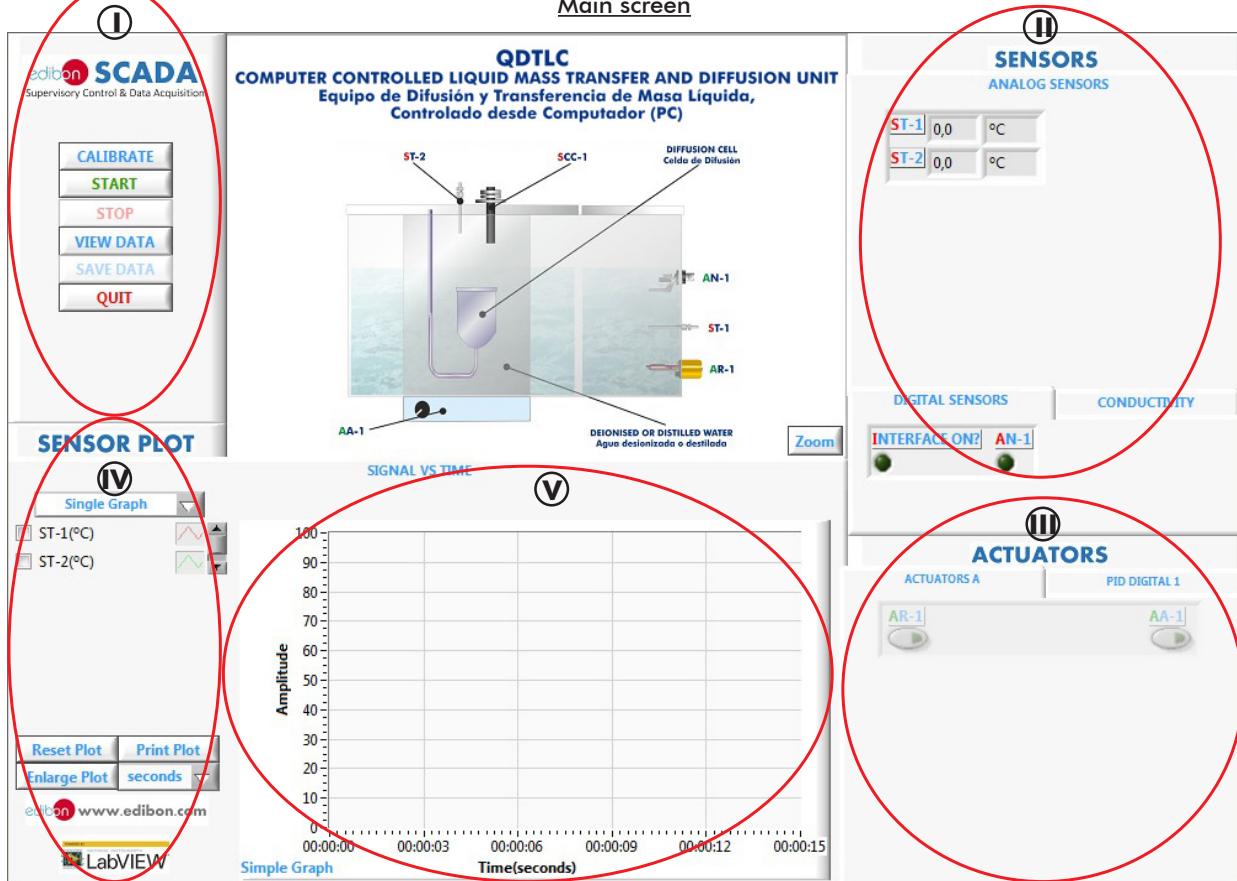 Main screen
I
edibon SCADA
Supervisory Control & Data Acquisition
CALIBRATE
START
STOP
VIEW DATA
SAVE DATA
QUIT
QDTLC
COMPUTER CONTROLLED LIQUID MASS TRANSFER AND DIFFUSION UNIT
Equipo de Difusión y Transferencia de Masa Líquida,
Controlado desde Computador (PC)
ST-2
SCC-1
DIFFUSION CELL
Celda de Difusión
AN-1
ST-1
AR-1
AA-1
DEIONISED OR DISTILLED WATER
Agua desionizada o destilada
Zoom
II
SENSORS
ANALOG SENSORS
ST-1 0,0 ºC
ST-2 0,0 ºC
DIGITAL SENSORS CONDUCTIVITY
INTERFACE ON? AN-1
III
ACTUATORS
ACTUATORS A PID DIGITAL 1
AR-1 AA-1
SENSOR PLOT
IV
Single Graph
ST-1(ºC)
ST-2(ºC)
Reset Plot Print Plot
Enlarge Plot seconds
edibon www.edibon.com
LabVIEW
SIGNAL VS TIME
V
100
90
80
70
60
50
40
30
20
10
0
Amplitude
00:00:00 00:00:03 00:00:06 00:00:09 00:00:12 00:00:15
Simple Graph Time(seconds)